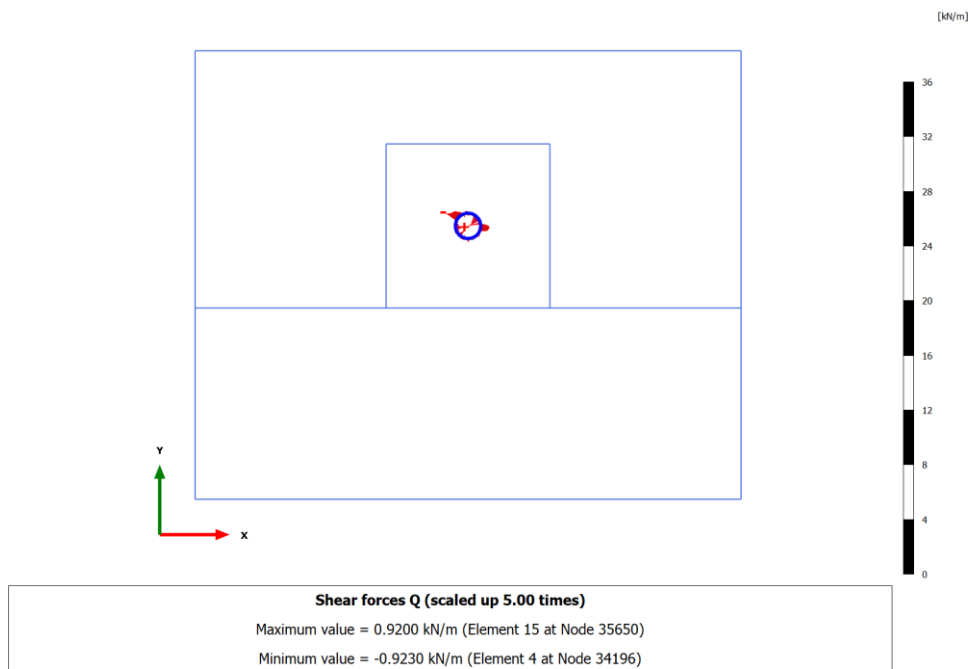 [kN/m]
36
32
28
24
20
16
12
8
4
0
Y
X
Shear forces Q (scaled up 5.00 times)
Maximum value = 0.9200 kN/m (Element 15 at Node 35650)
Minimum value = -0.9230 kN/m (Element 4 at Node 34196)